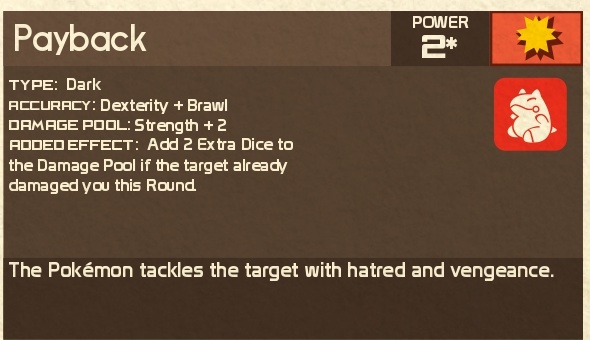 Payback
POWER
2*
TYPE: Dark
ACCURACY: Dexterity + Brawl
DAMAGE POOL: Strength + 2
ADDED EFFECT: Add 2 Extra Dice to
the Damage Pool if the target already
damaged you this Round.
The Pokémon tackles the target with hatred and vengeance.